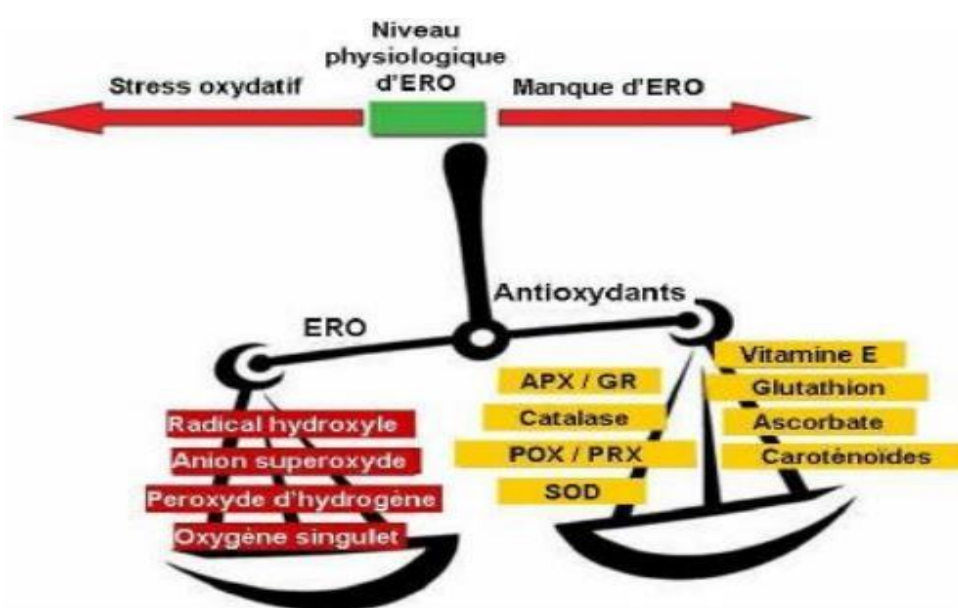 Niveau
physiologique
d'ERO
Stress oxydatif
Manque d'ERO
Antioxydants
ERO
Radical hydroxyle
Anion superoxyde
Peroxyde d'hydrogène
Oxygène singulet
APX / GR
Catalase
POX / PRX
SOD
Vitamine E
Glutathion
Ascorbate
Caroténoïdes